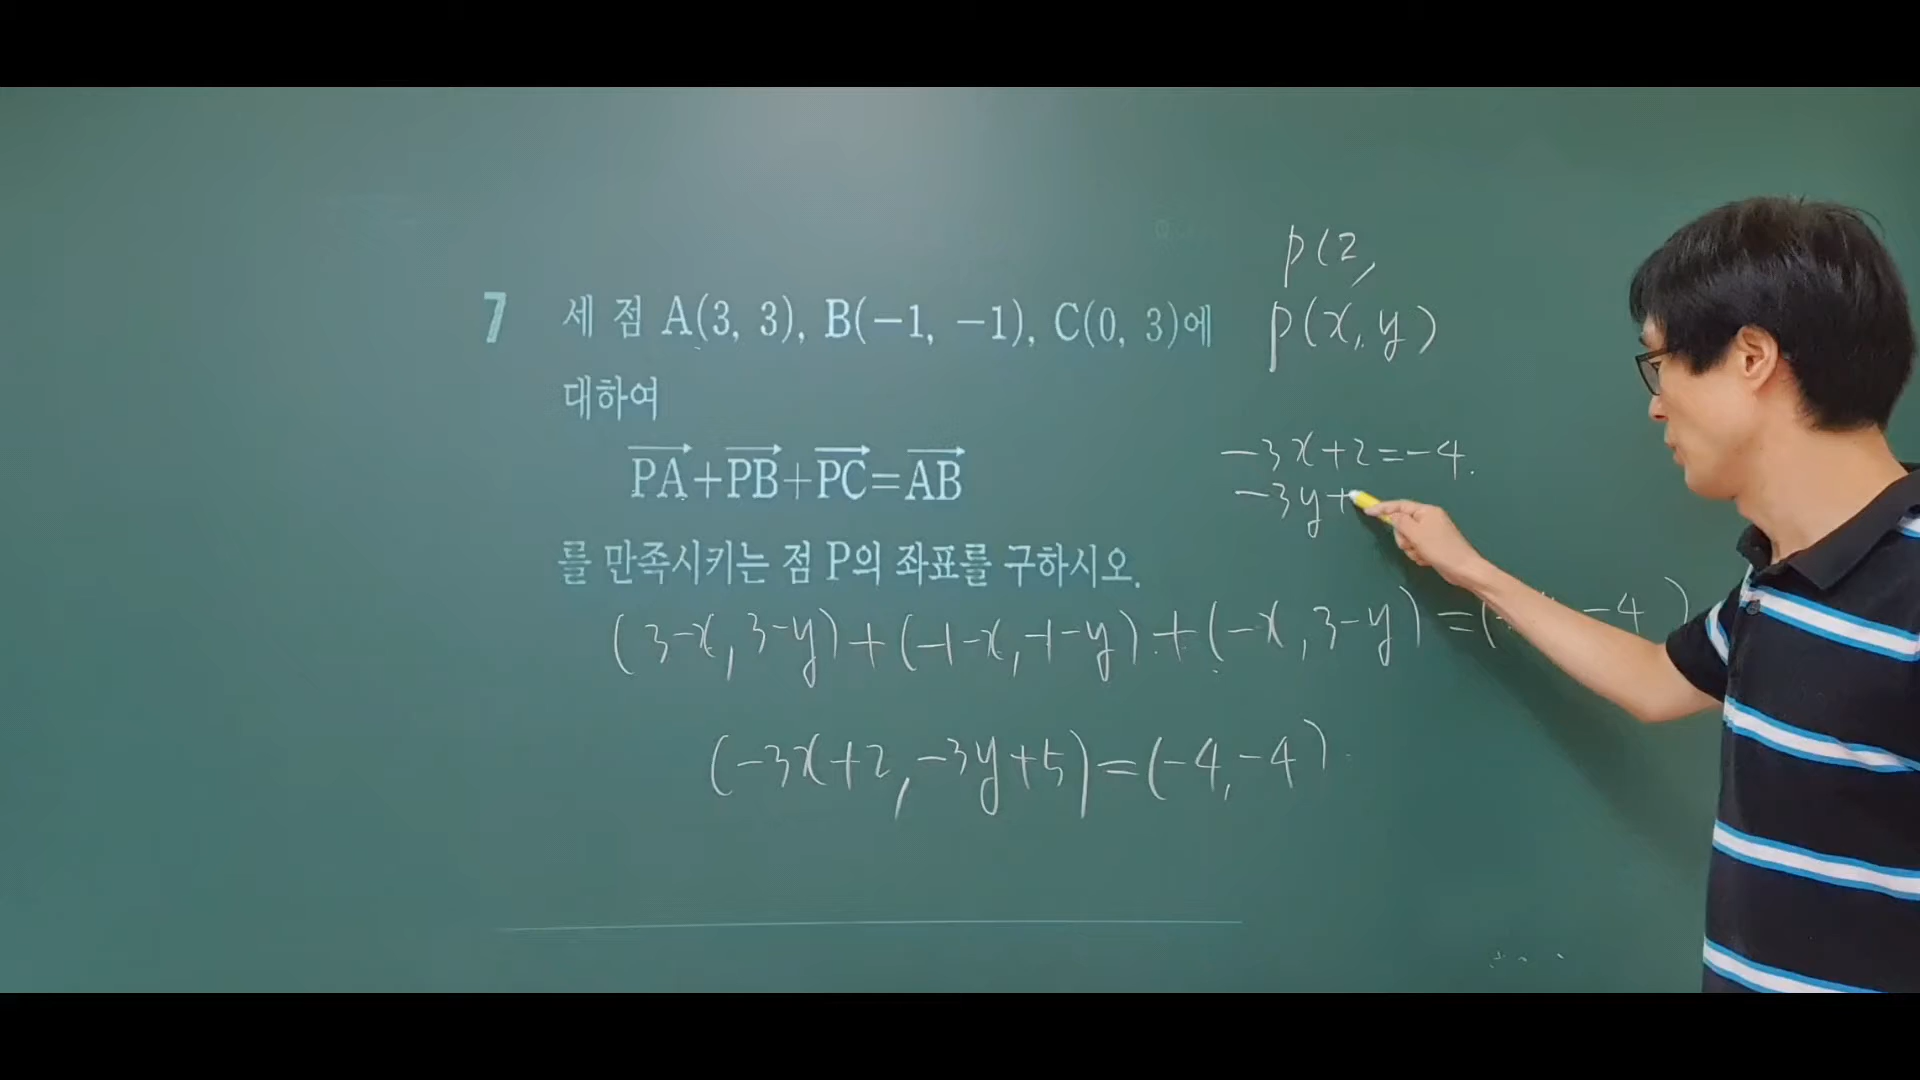 7 세 점 A(3, 3), B(−1, −1), C(0, 3)에
대하여
PA+PB+PC=AB
를 만족시키는 점 P의 좌표를 구하시오.
p(2,
p(x, y)
-3x+2=-4.
-3y+
(3-x, 3-y)+(-1-x, -1-y)+(-x, 3-y)=( -4)
(-3x+2, -3y+5)=(-4, -4)